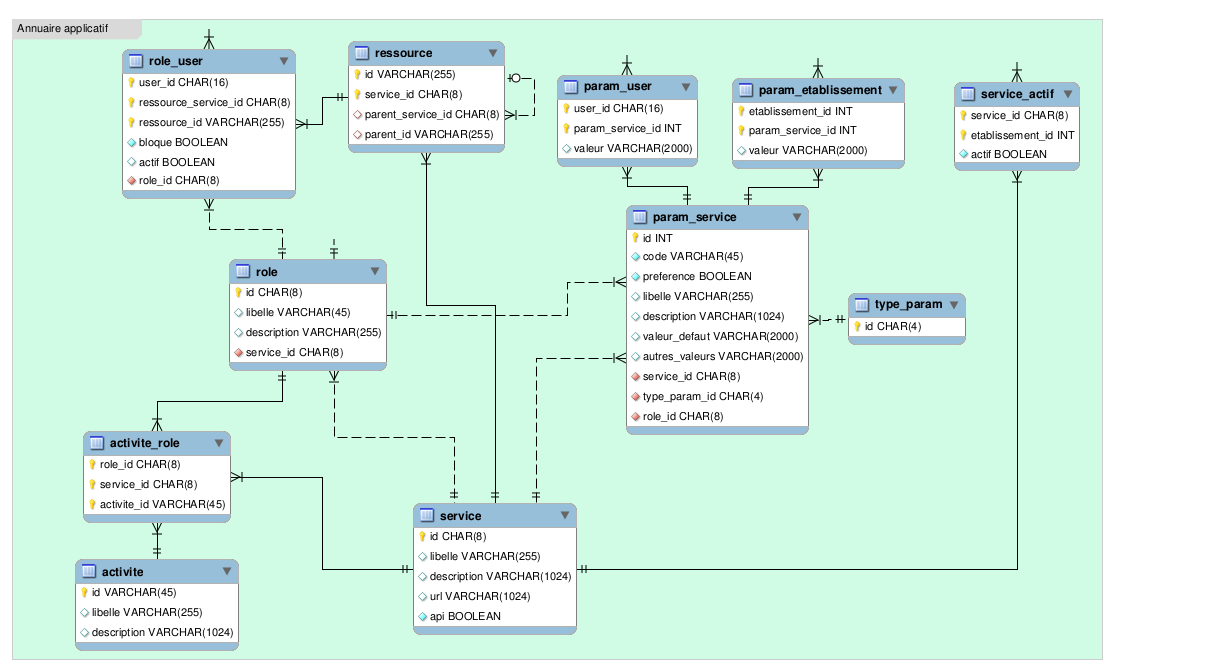 Annuaire applicatif
role_user
user_id CHAR(16)
ressource_service_id CHAR(8)
ressource_id VARCHAR(255)
bloque BOOLEAN
actif BOOLEAN
role_id CHAR(8)
ressource
id VARCHAR(255)
service_id CHAR(8)
parent_service_id CHAR(8)
parent_id VARCHAR(255)
param_user
user_id CHAR(16)
param_service_id INT
valeur VARCHAR(2000)
param_etablissement
etablissement_id INT
param_service_id INT
valeur VARCHAR(2000)
service_actif
service_id CHAR(8)
etablissement_id INT
actif BOOLEAN
role
id CHAR(8)
libelle VARCHAR(45)
description VARCHAR(255)
service_id CHAR(8)
param_service
id INT
code VARCHAR(45)
preference BOOLEAN
libelle VARCHAR(255)
description VARCHAR(1024)
valeur_defaut VARCHAR(2000)
autres_valeurs VARCHAR(2000)
service_id CHAR(8)
type_param_id CHAR(4)
role_id CHAR(8)
type_param
id CHAR(4)
activite_role
role_id CHAR(8)
service_id CHAR(8)
activite_id VARCHAR(45)
service
id CHAR(8)
libelle VARCHAR(255)
description VARCHAR(1024)
url VARCHAR(1024)
api BOOLEAN
activite
id VARCHAR(45)
libelle VARCHAR(255)
description VARCHAR(1024)